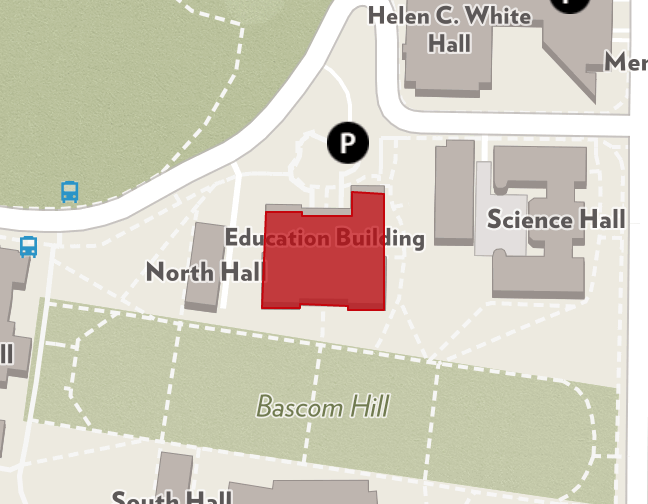 Helen C. White
Hall
P
Mer
P
Science Hall
Education Building
North Hall
ll
Bascom Hill
South Hall